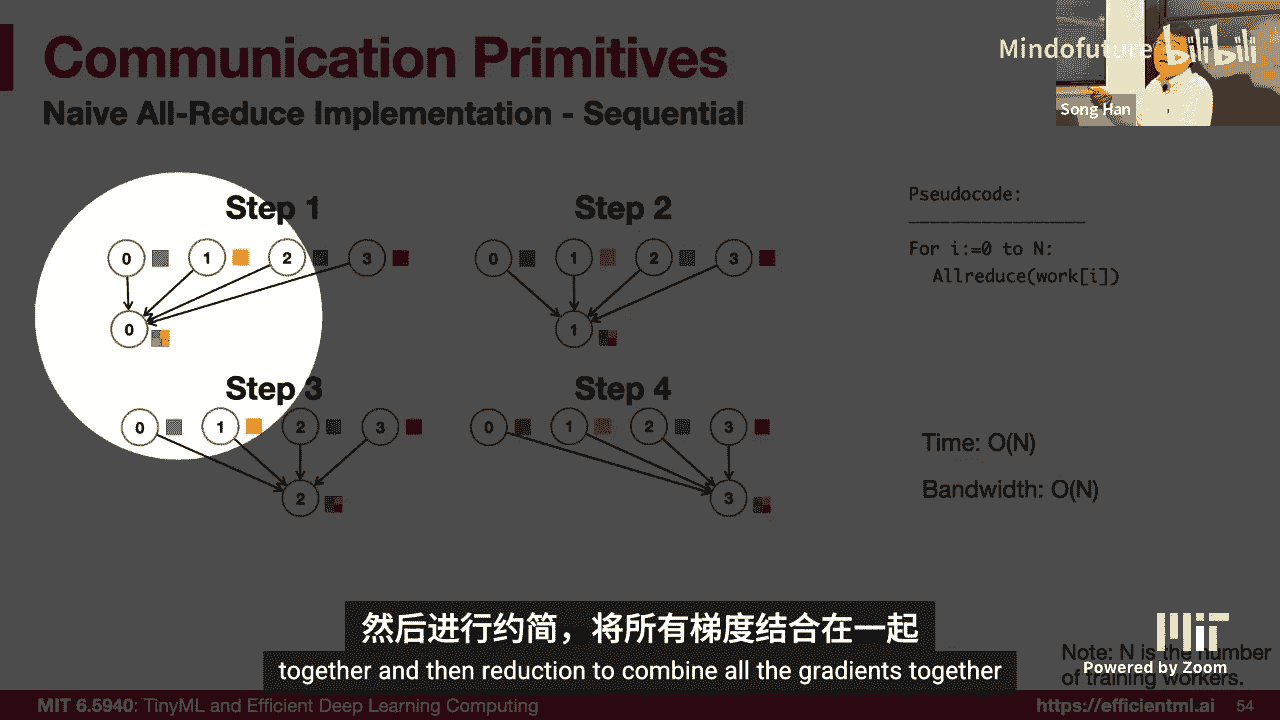 Communication Primitives
Mindofuture bilibili
Song Han
Naive All-Reduce Implementation - Sequential
Step 1
0 1 2 3
0
Step 2
0 1 2 3
1
Step 3
0 1 2 3
2
Step 4
0 1 2 3
3
Pseudocode:
For i:=0 to N:
Allreduce(work[i])
Time: O(N)
Bandwidth: O(N)
然后进行约简，将所有梯度结合在一起
together and then reduction to combine all the gradients together
MIT
Note: N is the number
of training workers.
Powered by Zoom
MIT 6.5940: TinyML and Efficient Deep Learning Computing
https://efficientml.ai
54